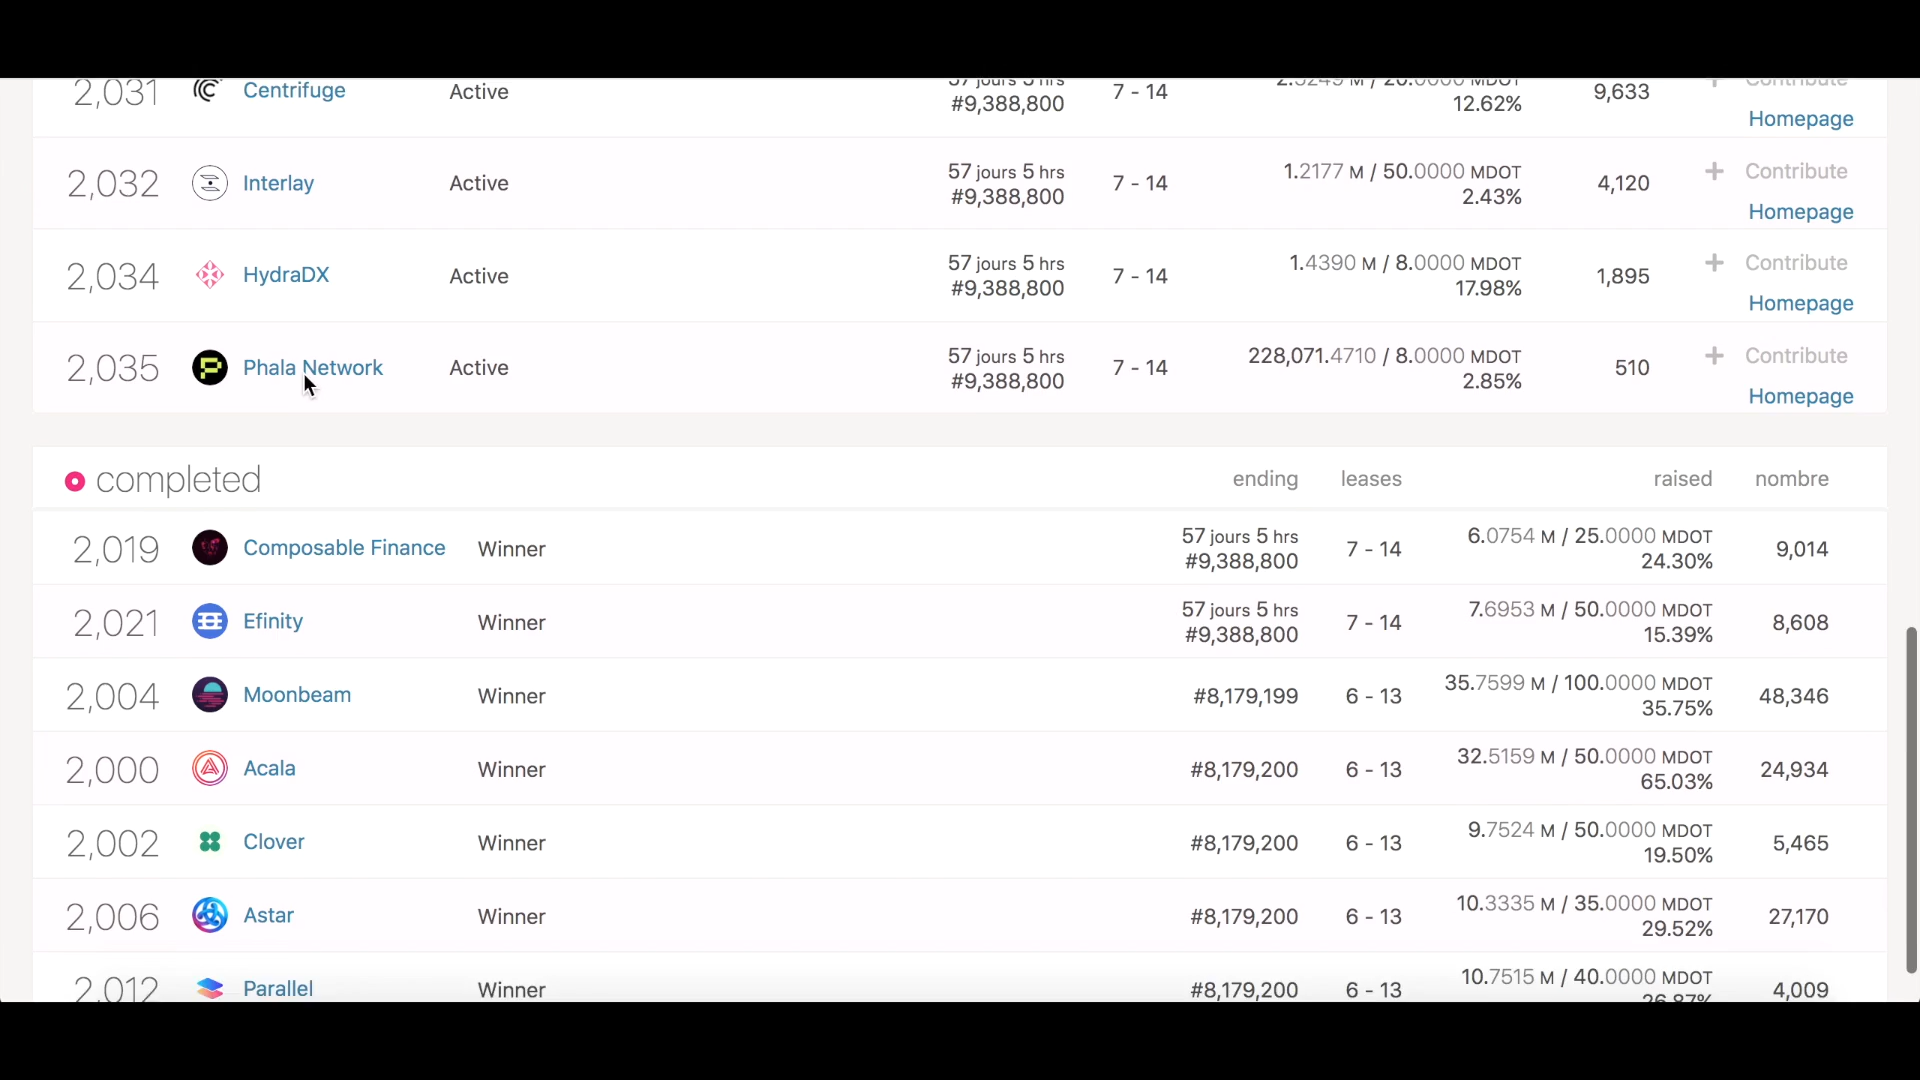 2,031 Centrifuge Active #9,388,800 7 - 14 12.62% 9,633 Contribute
Homepage
2,032 Interlay Active 57 jours 5 hrs 7 - 14 1.2177 M / 50.0000 MDOT 4,120 + Contribute
#9,388,800 2.43% Homepage
2,034 HydraDX Active 57 jours 5 hrs 7 - 14 1.4390 M / 8.0000 MDOT 1,895 + Contribute
#9,388,800 17.98% Homepage
2,035 Phala Network Active 57 jours 5 hrs 7 - 14 228,071.4710 / 8.0000 MDOT 510 + Contribute
#9,388,800 2.85% Homepage
completed ending leases raised nombre
2,019 Composable Finance Winner 57 jours 5 hrs 7 - 14 6.0754 M / 25.0000 MDOT 9,014
#9,388,800 24.30%
2,021 Efinity Winner 57 jours 5 hrs 7 - 14 7.6953 M / 50.0000 MDOT 8,608
#9,388,800 15.39%
2,004 Moonbeam Winner #8,179,199 6 - 13 35.7599 M / 100.0000 MDOT 48,346
35.75%
2,000 Acala Winner #8,179,200 6 - 13 32.5159 M / 50.0000 MDOT 24,934
65.03%
2,002 Clover Winner #8,179,200 6 - 13 9.7524 M / 50.0000 MDOT 5,465
19.50%
2,006 Astar Winner #8,179,200 6 - 13 10.3335 M / 35.0000 MDOT 27,170
29.52%
2,012 Parallel Winner #8,179,200 6 - 13 10.7515 M / 40.0000 MDOT 4,009
26.87%